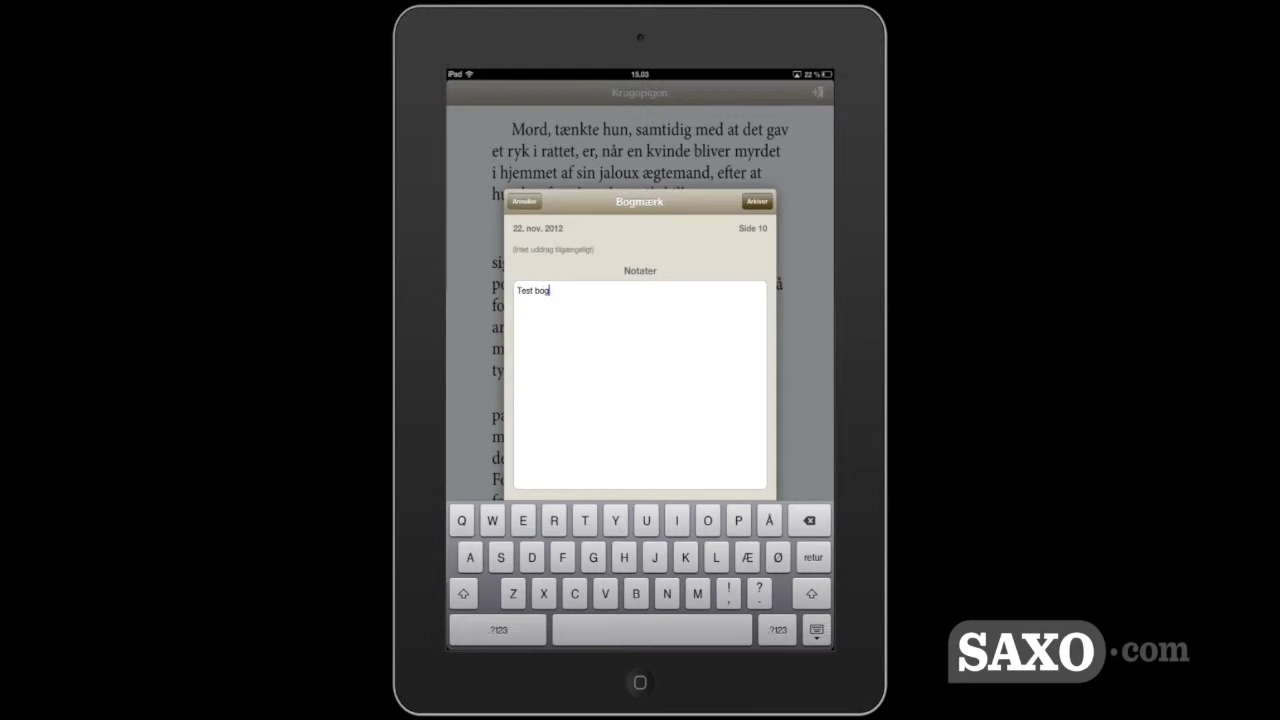 iPad
15.03
22 %
Kragepigen
Mord, tænkte hun, samtidig med at det gav
et ryk i rattet, er, når en kvinde bliver myrdet
i hjemmet af sin jaloux ægtemand, efter at
Annuller
Bogmærk
Arkiver
22. nov. 2012
Side 10
(Intet uddrag tilgængeligt)
Notater
Test bog
Q W E R T Y U I O P Å
A S D F G H J K L Æ Ø retur
Z X C V B N M ! , ? .
.?123
.?123
SAXO.com